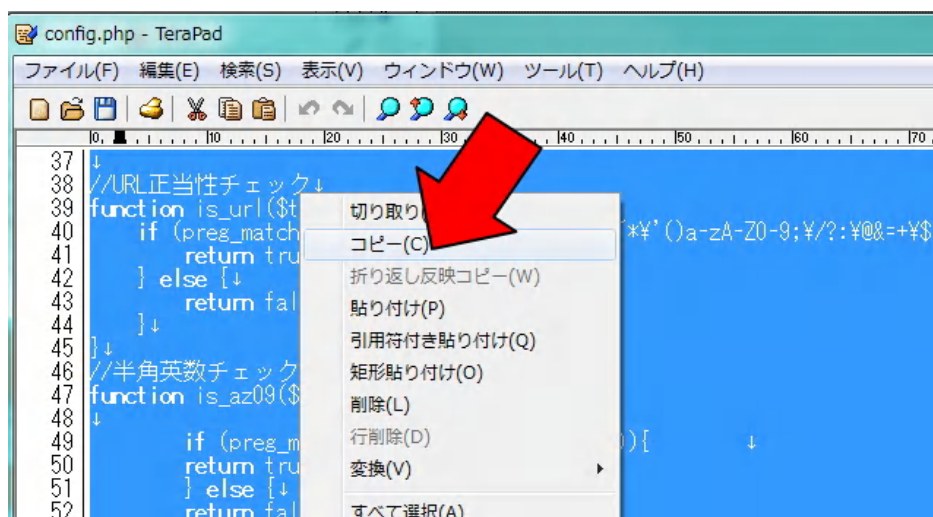 config.php - TeraPad
ファイル(F) 編集(E) 検索(S) 表示(V) ウィンドウ(W) ツール(T) ヘルプ(H)
0 10 20 30 40 50 60 70
37 ↓
38 //URL正当性チェック↓
39 function is_url($t
40 if (preg_match *¥'()a-zA-Z0-9;¥/?:¥@&=+¥$
41 return tru
42 } else {↓
43 return fal
44 }↓
45 }↓
46 //半角英数チェック
47 function is_az09($
48 ↓
49 if (preg_m )){ ↓
50 return tru
51 } else {↓
52 return fal
切り取り
コピー(C)
折り返し反映コピー(W)
貼り付け(P)
引用符付き貼り付け(Q)
矩形貼り付け(O)
削除(L)
行削除(D)
変換(V)
すべて選択(A)